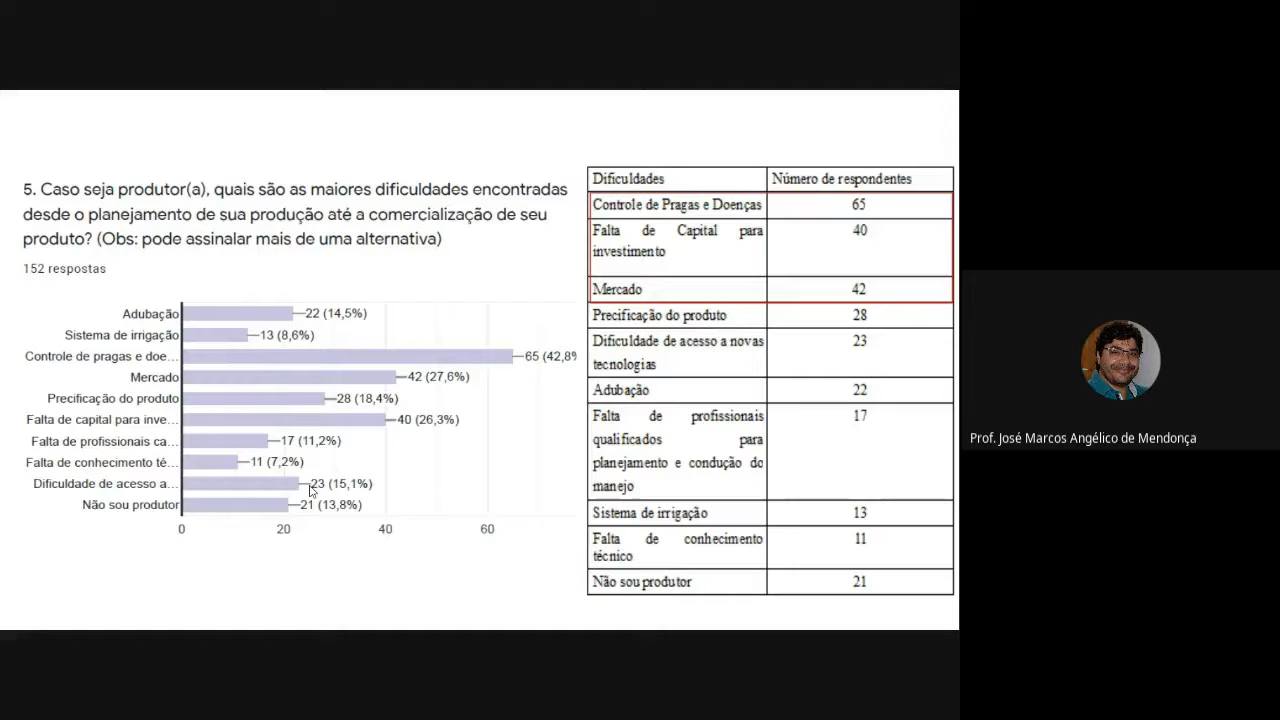 5. Caso seja produtor(a), quais são as maiores dificuldades encontradas
desde o planejamento de sua produção até a comercialização de seu
produto? (Obs: pode assinalar mais de uma alternativa)
152 respostas
Adubação 22 (14,5%)
Sistema de irrigação 13 (8,6%)
Controle de pragas e doe... 65 (42,8%
Mercado 42 (27,6%)
Precificação do produto 28 (18,4%)
Falta de capital para inve... 40 (26,3%)
Falta de profissionais ca... 17 (11,2%)
Falta de conhecimento té... 11 (7,2%)
Dificuldade de acesso a... 23 (15,1%)
Não sou produtor 21 (13,8%)
0 20 40 60
Dificuldades Número de respondentes
Controle de Pragas e Doenças 65
Falta de Capital para 40
investimento
Mercado 42
Precificação do produto 28
Dificuldade de acesso a novas 23
tecnologias
Adubação 22
Falta de profissionais 17
qualificados para
planejamento e condução do
manejo
Sistema de irrigação 13
Falta de conhecimento 11
técnico
Não sou produtor 21
Prof. José Marcos Angélico de Mendonça